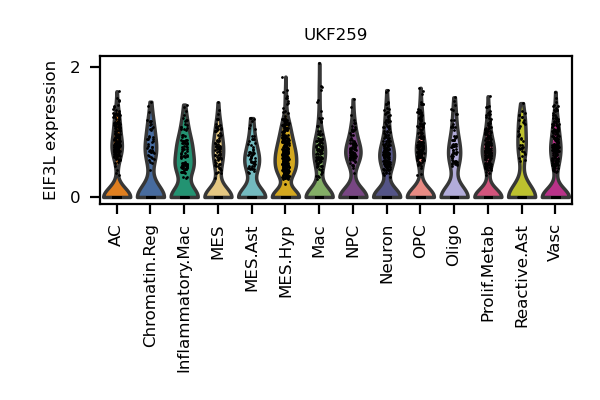 UKF259
EIF3L expression
2
0
AC
Chromatin.Reg
Inflammatory.Mac
MES
MES.Ast
MES.Hyp
Mac
NPC
Neuron
OPC
Oligo
Prolif.Metab
Reactive.Ast
Vasc